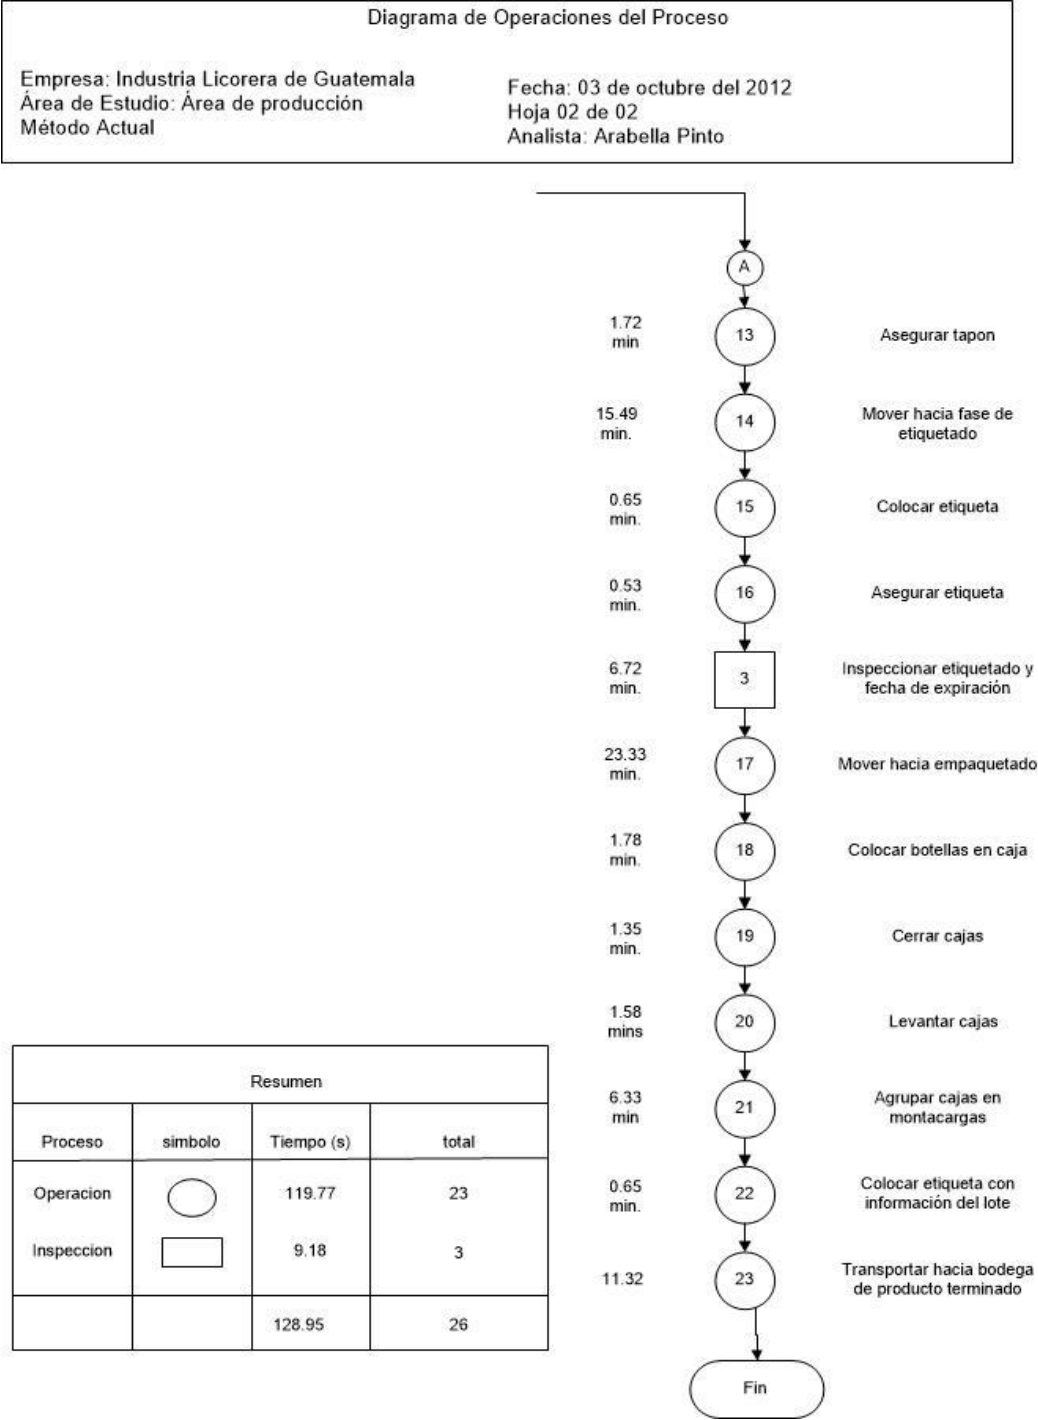 Diagrama de Operaciones del Proceso
Empresa: Industria Licorera de Guatemala
Área de Estudio: Área de producción
Método Actual
Fecha: 03 de octubre del 2012
Hoja 02 de 02
Analista: Arabella Pinto
A
1.72
min
13
Asegurar tapon
15.49
min.
14
Mover hacia fase de
etiquetado
0.65
min.
15
Colocar etiqueta
0.53
min.
16
Asegurar etiqueta
6.72
min.
3
Inspeccionar etiquetado y
fecha de expiración
23.33
min.
17
Mover hacia empaquetado
1.78
min.
18
Colocar botellas en caja
1.35
min.
19
Cerrar cajas
1.58
mins
20
Levantar cajas
6.33
min
21
Agrupar cajas en
montacargas
0.65
min.
22
Colocar etiqueta con
información del lote
11.32
23
Transportar hacia bodega
de producto terminado
Fin
Resumen
Proceso simbolo Tiempo (s) total
Operacion 119.77 23
Inspeccion 9.18 3
128.95 26